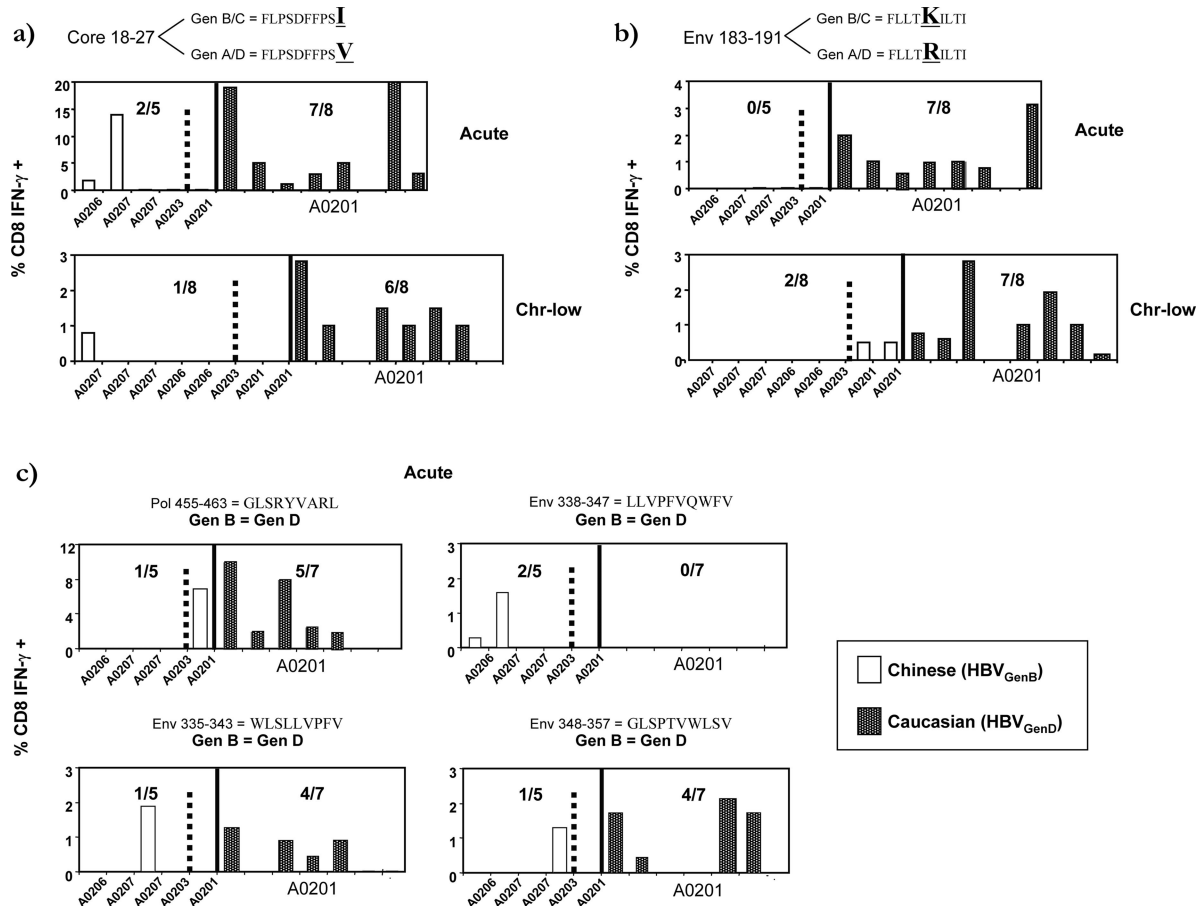 a)
Core 18-27
Gen B/C = FLPSDFFPSI
Gen A/D = FLPSDFFPSV
20
15
10
5
0
2/5
7/8
Acute
A0206
A0207
A0207
A0203
A0201
A0201
% CD8 IFN-γ +
3
2
1
0
1/8
6/8
Chr-low
A0207
A0207
A0207
A0206
A0206
A0203
A0201
A0201
A0201
b)
Env 183-191
Gen B/C = FLLTKILTI
Gen A/D = FLLTRILTI
4
3
2
1
0
0/5
7/8
Acute
A0206
A0207
A0207
A0203
A0201
A0201
% CD8 IFN-γ +
3
2
1
0
2/8
7/8
Chr-low
A0207
A0207
A0207
A0206
A0206
A0203
A0201
A0201
A0201
c)
Acute
Pol 455-463 = GLSRYVARL
Gen B = Gen D
12
8
4
0
1/5
5/7
A0206
A0207
A0207
A0203
A0201
A0201
Env 338-347 = LLVPFVQWFV
Gen B = Gen D
3
2
1
0
2/5
0/7
A0206
A0207
A0207
A0203
A0201
A0201
% CD8 IFN-γ +
Env 335-343 = WLSLLVPFV
Gen B = Gen D
3
2
1
0
1/5
4/7
A0206
A0207
A0207
A0203
A0201
A0201
Env 348-357 = GLSPTVWLSV
Gen B = Gen D
3
2
1
0
1/5
4/7
A0206
A0207
A0207
A0203
A0201
A0201
Chinese (HBVGenB)
Caucasian (HBVGenD)